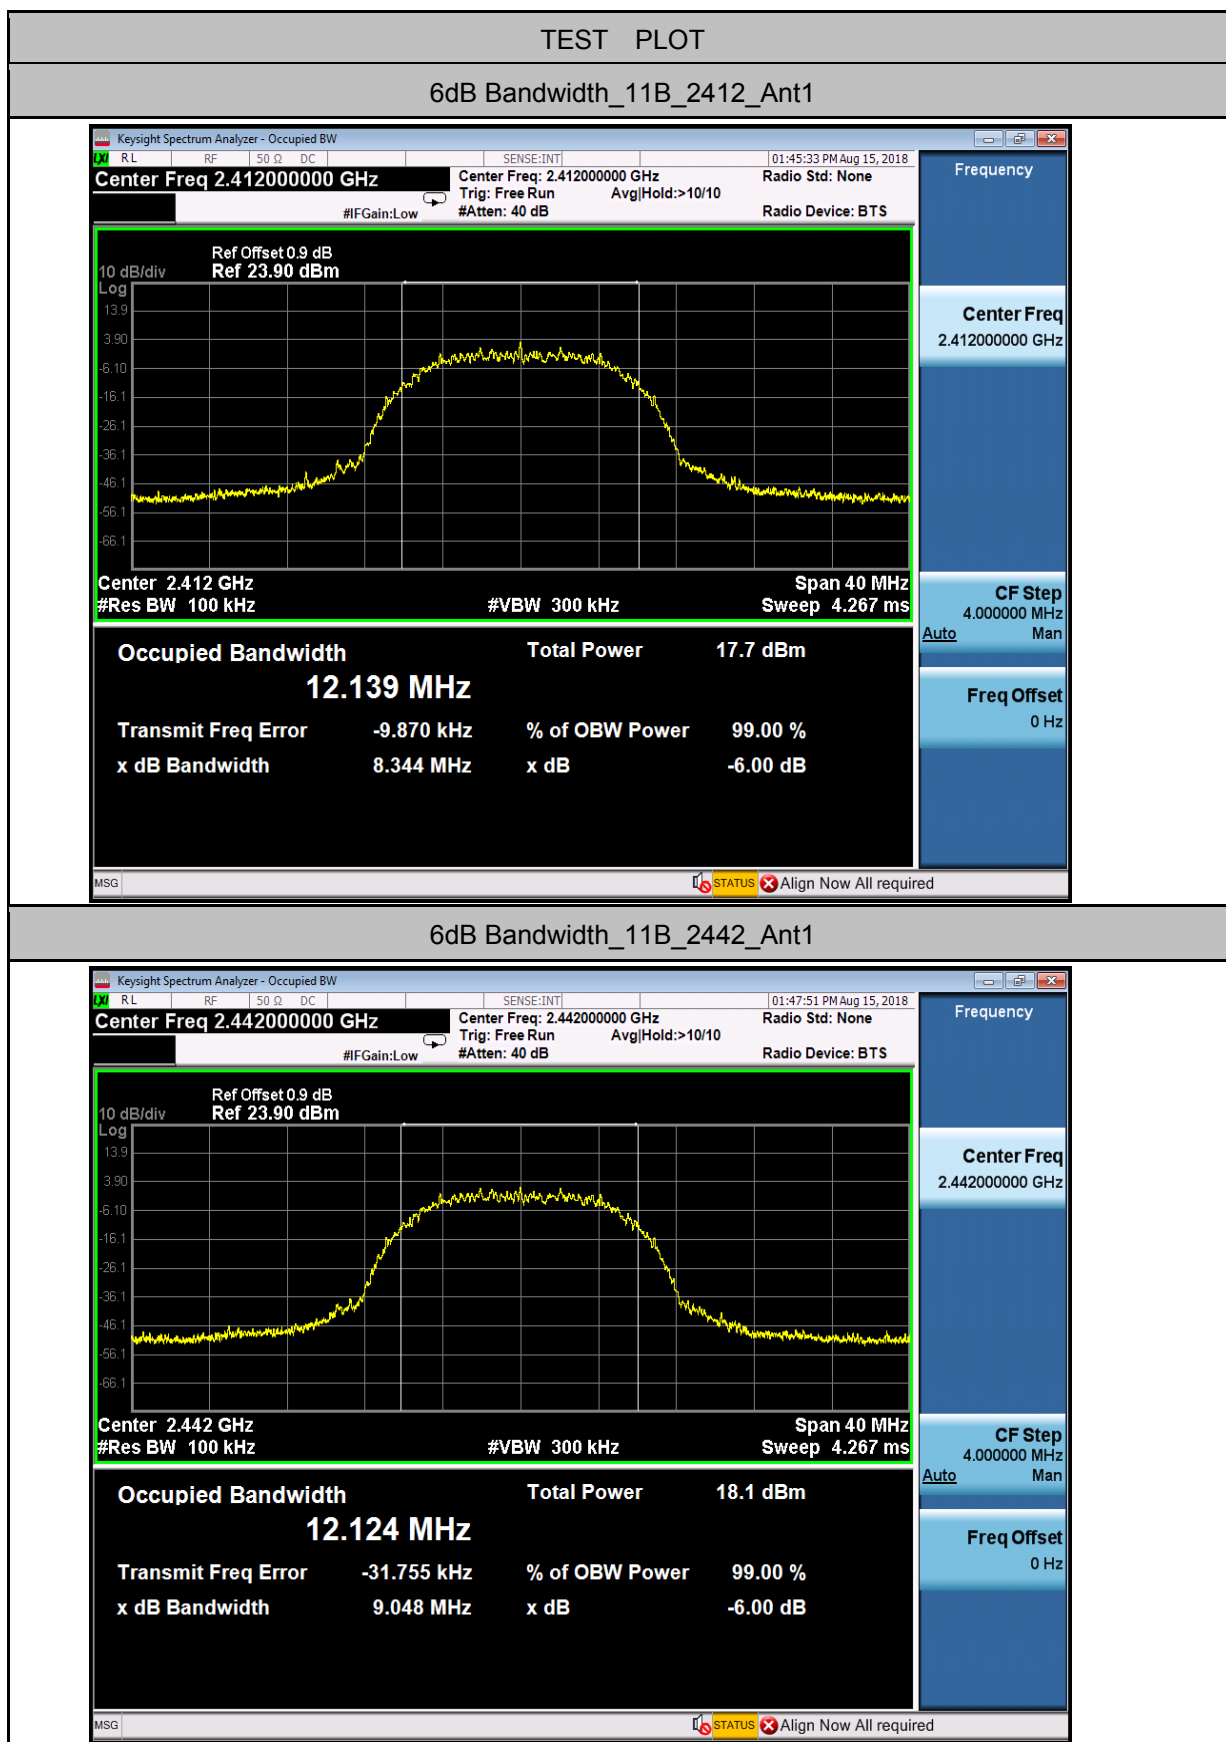 TEST PLOT
6dB Bandwidth_11B_2412_Ant1
Keysight Spectrum Analyzer - Occupied BW
LXI RL RF 50 Ω DC SENSE:INT 01:45:33 PM Aug 15, 2018
Center Freq 2.412000000 GHz
Center Freq: 2.412000000 GHz Radio Std: None
Trig: Free Run Avg|Hold:>10/10
#IFGain:Low #Atten: 40 dB Radio Device: BTS
Frequency
Ref Offset 0.9 dB
10 dB/div Ref 23.90 dBm
Log
13.9
3.90
-6.10
-16.1
-26.1
-36.1
-46.1
-56.1
-66.1
Center 2.412 GHz Span 40 MHz
#Res BW 100 kHz #VBW 300 kHz Sweep 4.267 ms
Center Freq
2.412000000 GHz
CF Step
4.000000 MHz
Auto Man
Freq Offset
0 Hz
Occupied Bandwidth Total Power 17.7 dBm
12.139 MHz
Transmit Freq Error -9.870 kHz % of OBW Power 99.00 %
x dB Bandwidth 8.344 MHz x dB -6.00 dB
MSG STATUS Align Now All required
6dB Bandwidth_11B_2442_Ant1
Keysight Spectrum Analyzer - Occupied BW
LXI RL RF 50 Ω DC SENSE:INT 01:47:51 PM Aug 15, 2018
Center Freq 2.442000000 GHz
Center Freq: 2.442000000 GHz Radio Std: None
Trig: Free Run Avg|Hold:>10/10
#IFGain:Low #Atten: 40 dB Radio Device: BTS
Frequency
Ref Offset 0.9 dB
10 dB/div Ref 23.90 dBm
Log
13.9
3.90
-6.10
-16.1
-26.1
-36.1
-46.1
-56.1
-66.1
Center 2.442 GHz Span 40 MHz
#Res BW 100 kHz #VBW 300 kHz Sweep 4.267 ms
Center Freq
2.442000000 GHz
CF Step
4.000000 MHz
Auto Man
Freq Offset
0 Hz
Occupied Bandwidth Total Power 18.1 dBm
12.124 MHz
Transmit Freq Error -31.755 kHz % of OBW Power 99.00 %
x dB Bandwidth 9.048 MHz x dB -6.00 dB
MSG STATUS Align Now All required